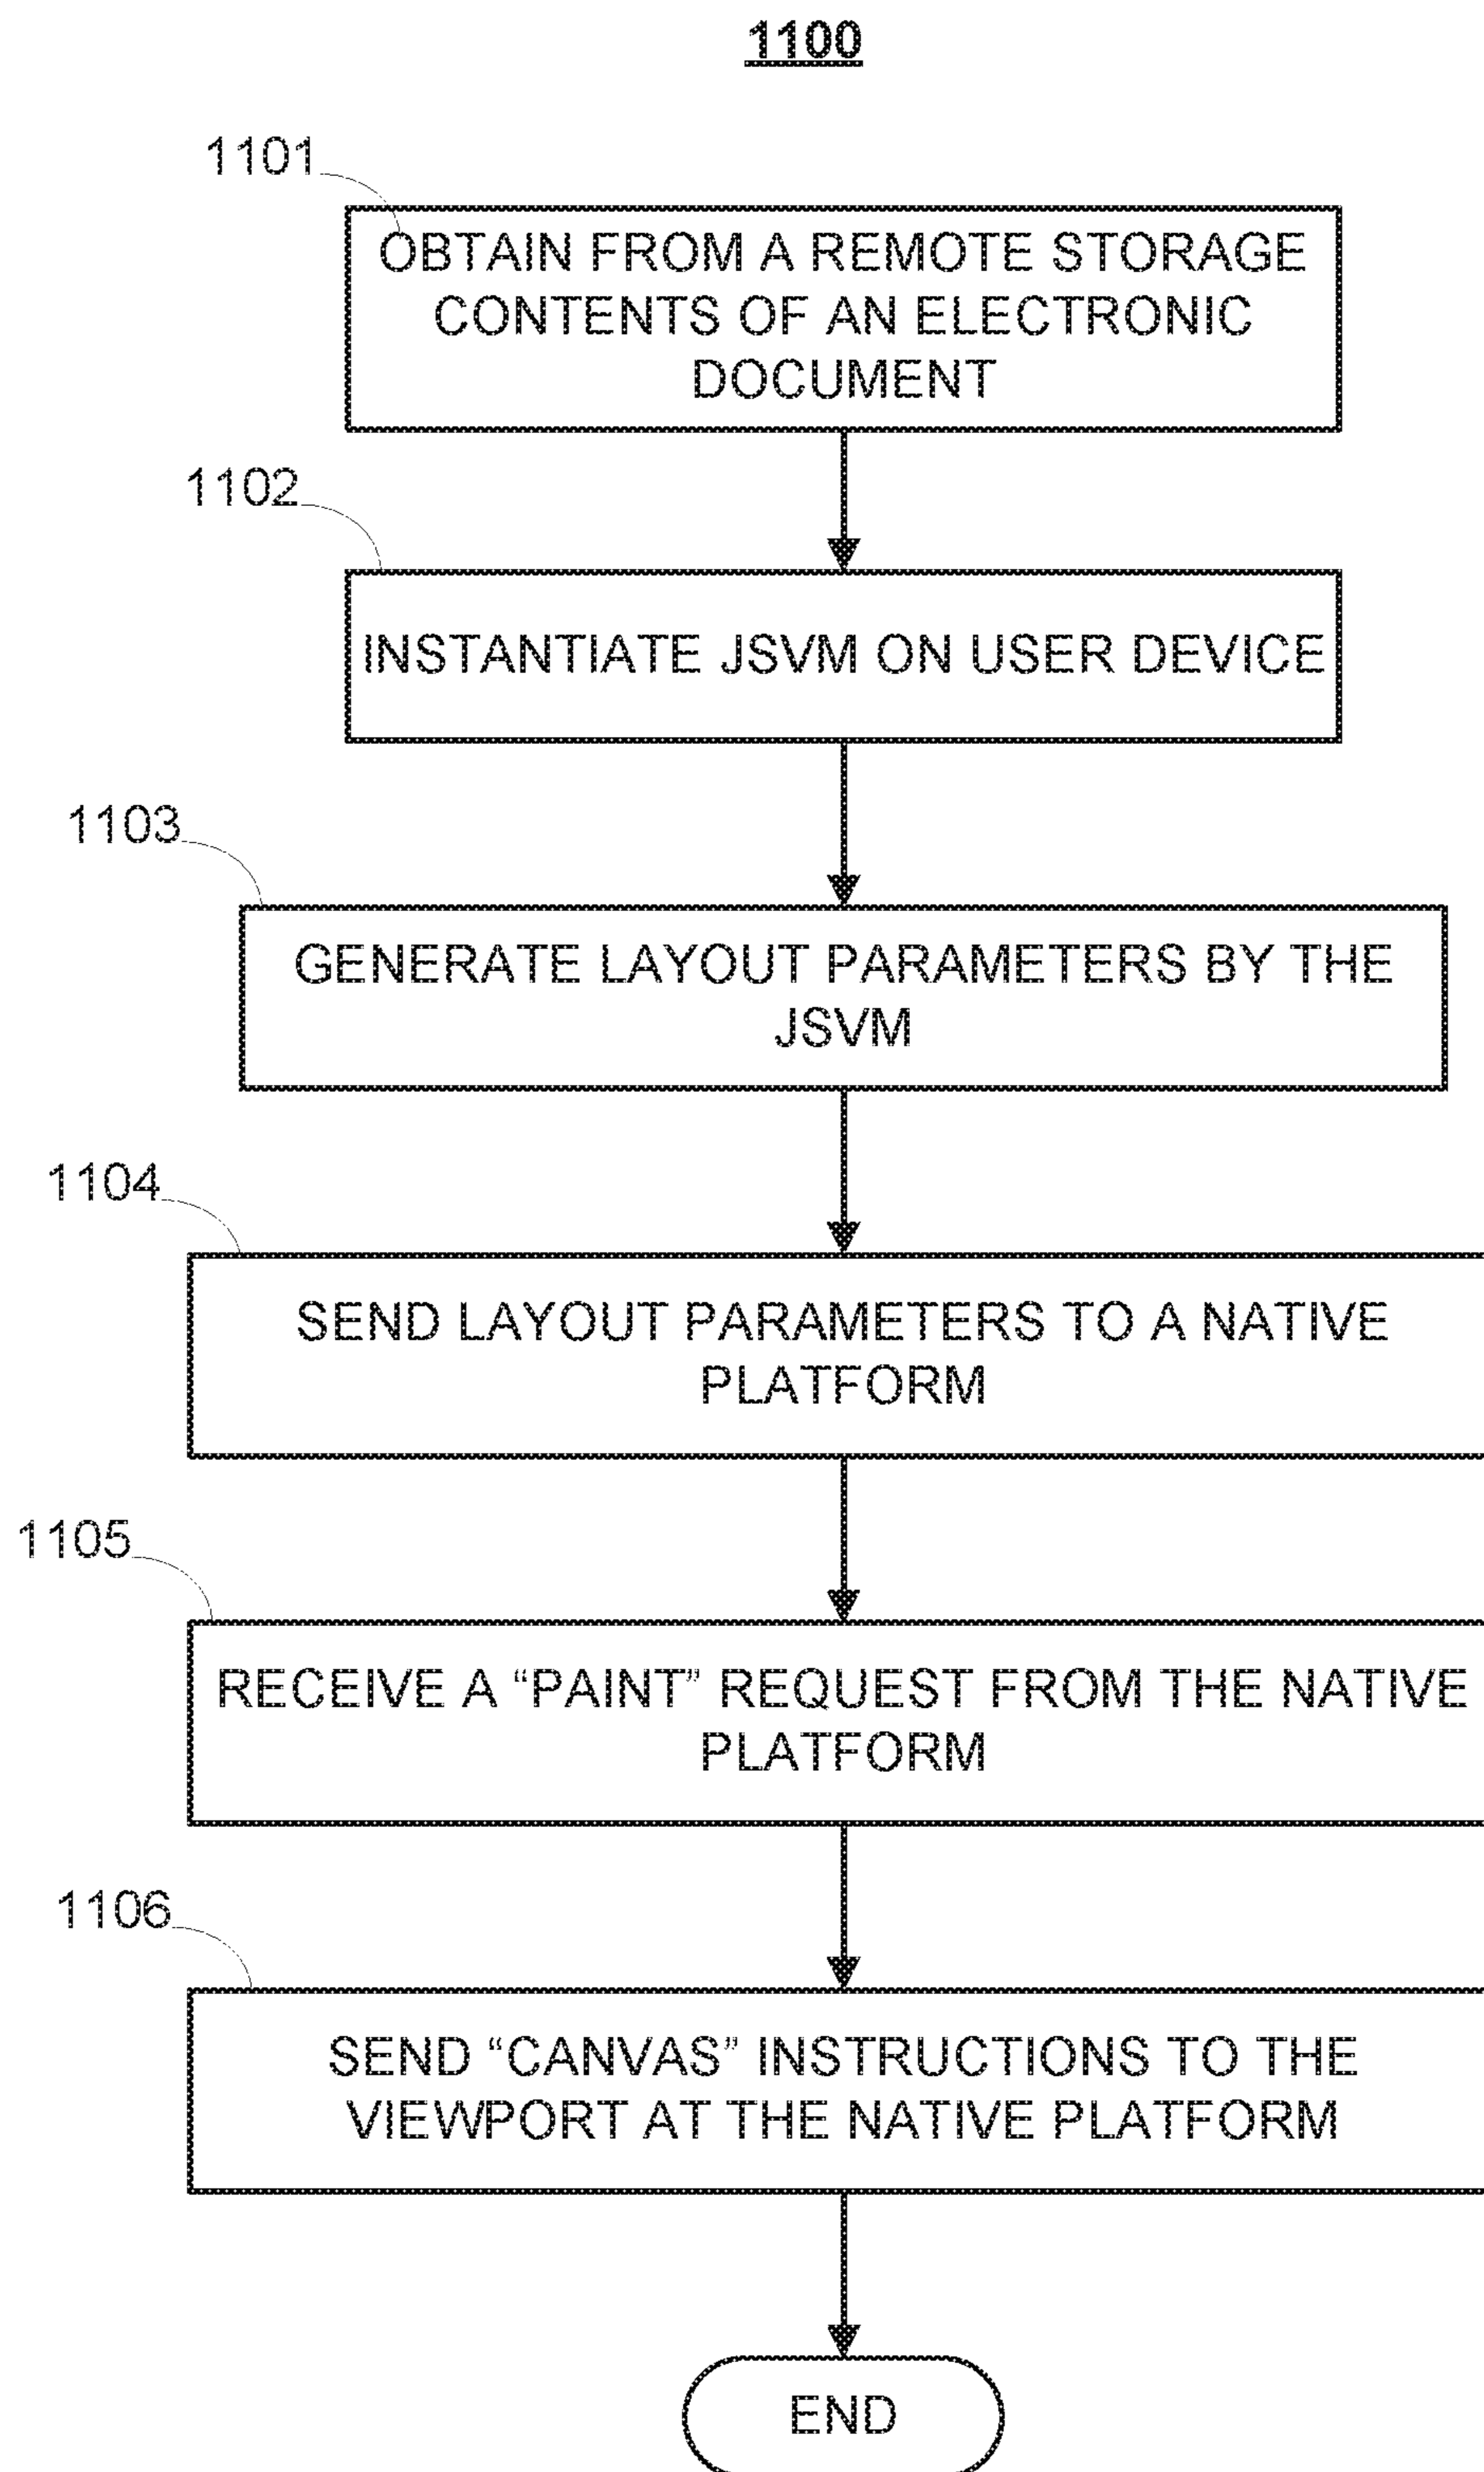 1100
1101
OBTAIN FROM A REMOTE STORAGE
CONTENTS OF AN ELECTRONIC
DOCUMENT
1102
INSTANTIATE JSVM ON USER DEVICE
1103
GENERATE LAYOUT PARAMETERS BY THE
JSVM
1104
SEND LAYOUT PARAMETERS TO A NATIVE
PLATFORM
1105
RECEIVE A “PAINT” REQUEST FROM THE NATIVE
PLATFORM
1106
SEND “CANVAS” INSTRUCTIONS TO THE
VIEWPORT AT THE NATIVE PLATFORM
END